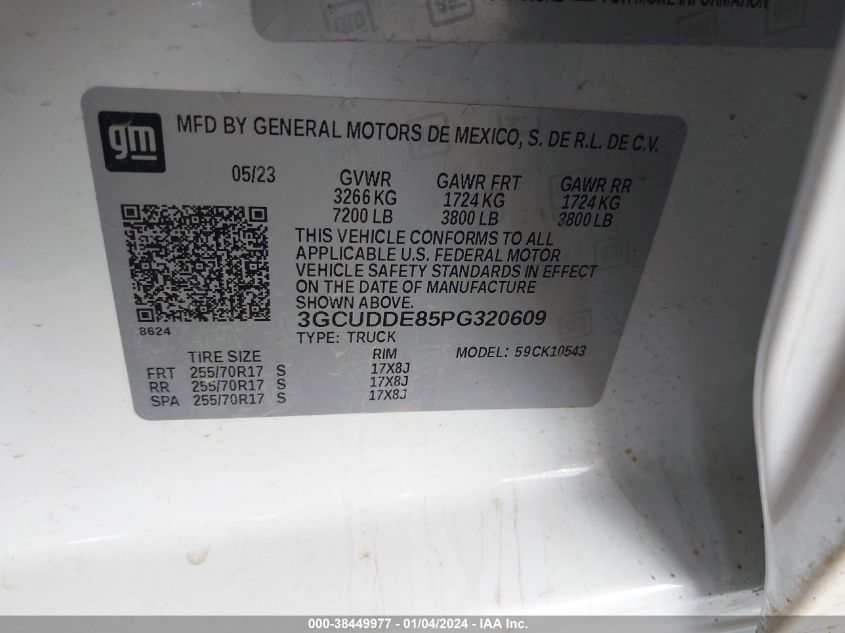 FOR MORE INFORMATION
gm
MFD BY GENERAL MOTORS DE MEXICO, S. DE R.L. DE C.V.
05/23 GVWR GAWR FRT GAWR RR
3266 KG 1724 KG 1724 KG
7200 LB 3800 LB 3800 LB
THIS VEHICLE CONFORMS TO ALL
APPLICABLE U.S. FEDERAL MOTOR
VEHICLE SAFETY STANDARDS IN EFFECT
ON THE DATE OF MANUFACTURE
SHOWN ABOVE.
8624
3GCUDDE85PG320609
TYPE: TRUCK
TIRE SIZE RIM MODEL: 59CK10543
FRT 255/70R17 S 17X8J
RR 255/70R17 S 17X8J
SPA 255/70R17 S 17X8J
000-38449977 - 01/04/2024 - IAA Inc.